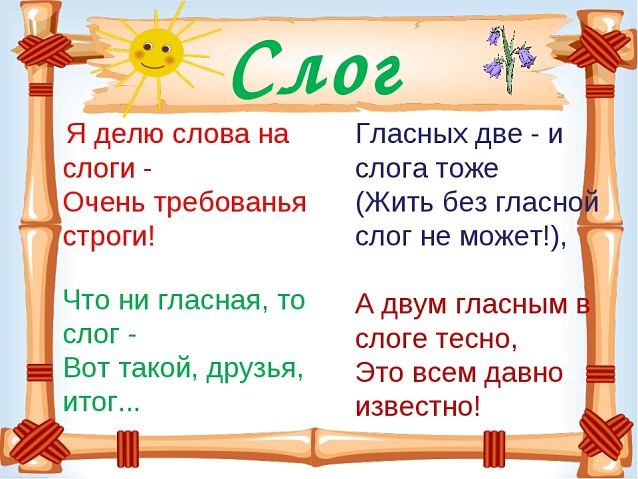 Слог
Я делю слова на
слоги -
Очень требованья
строги!
Что ни гласная, то
слог -
Вот такой, друзья,
итог...
Гласных две - и
слога тоже
(Жить без гласной
слог не может!),
А двум гласным в
слоге тесно,
Это всем давно
известно!